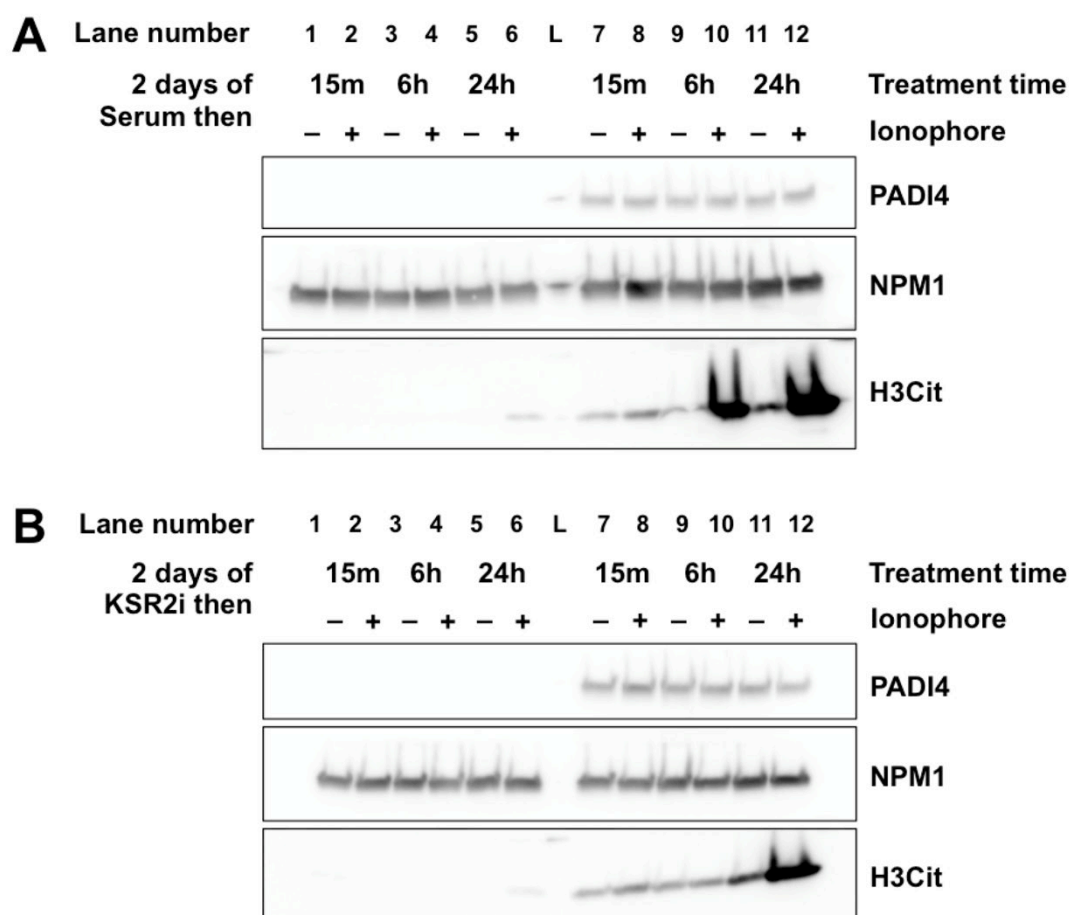 A Lane number 1 2 3 4 5 6 L 7 8 9 10 11 12
2 days of 15m 6h 24h 15m 6h 24h Treatment time
Serum then
– + – + – + – + – + – + Ionophore
PADI4
NPM1
H3Cit
B Lane number 1 2 3 4 5 6 L 7 8 9 10 11 12
2 days of 15m 6h 24h 15m 6h 24h Treatment time
KSR2i then
– + – + – + – + – + – + Ionophore
PADI4
NPM1
H3Cit